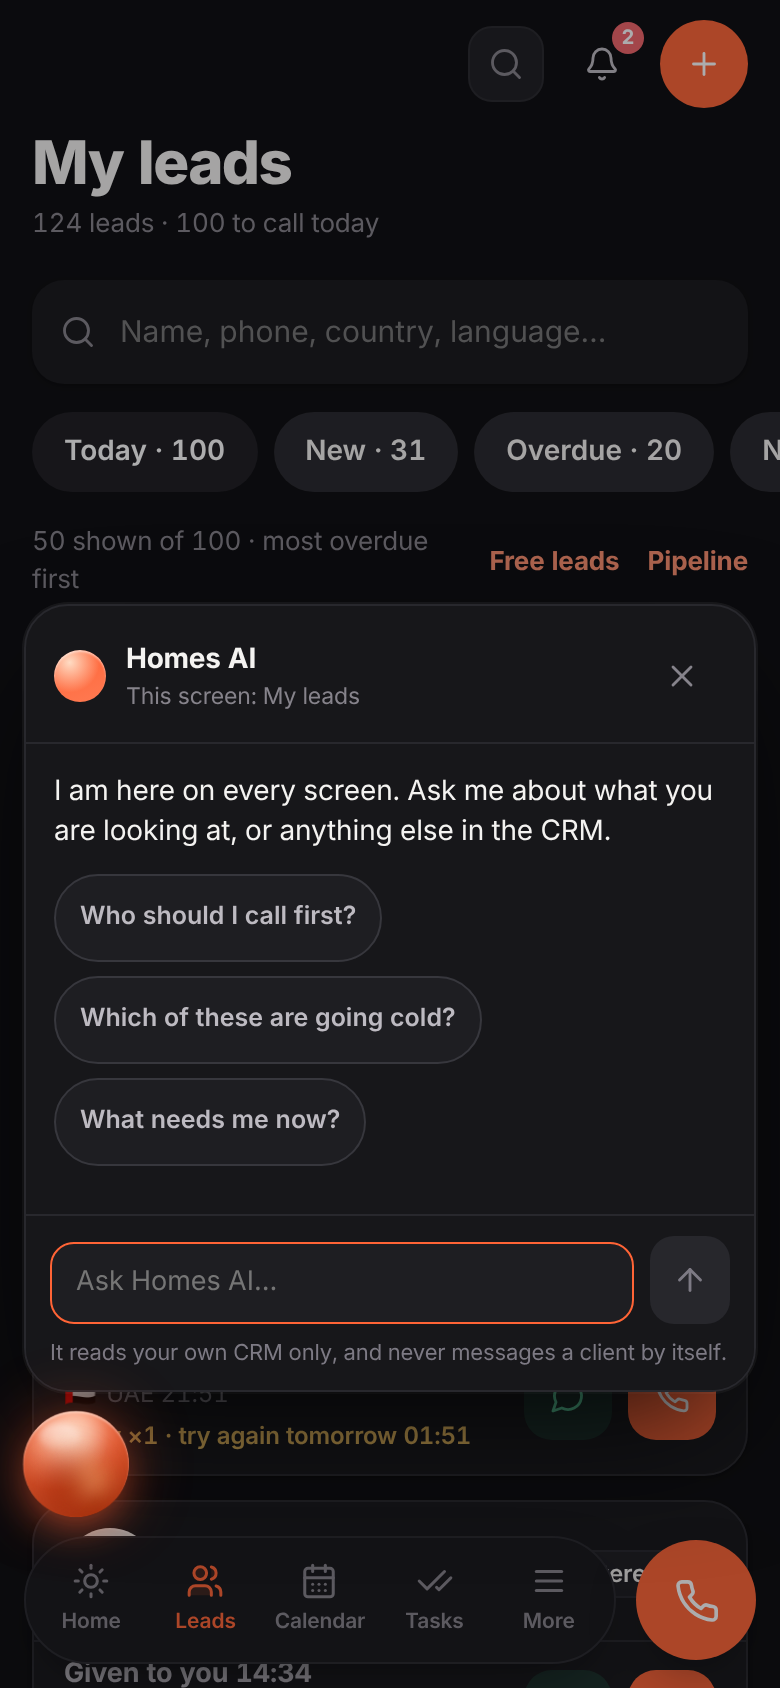 2
My leads
124 leads · 100 to call today
Name, phone, country, language...
Today · 100
New · 31
Overdue · 20
50 shown of 100 · most overdue
first
Free leads
Pipeline
Homes AI
This screen: My leads
I am here on every screen. Ask me about what you
are looking at, or anything else in the CRM.
Who should I call first?
Which of these are going cold?
What needs me now?
Ask Homes AI...
It reads your own CRM only, and never messages a client by itself.
UAE 21:51
×1 · try again tomorrow 01:51
Home
Leads
Calendar
Tasks
More
Given to you 14:34